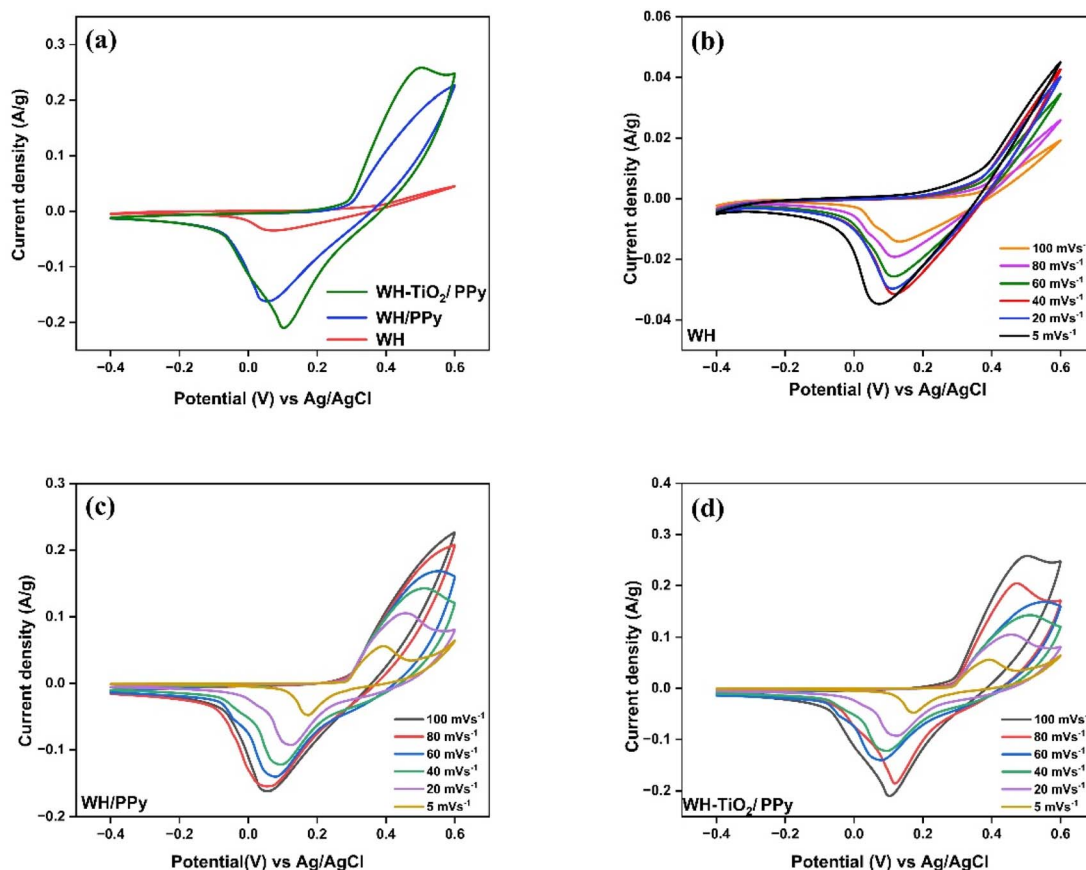 (a)
0.3
0.2
0.1
0.0
−0.1
−0.2
Current density (A/g)
WH-TiO₂/ PPy
WH/PPy
WH
−0.4 −0.2 0.0 0.2 0.4 0.6
Potential (V) vs Ag/AgCl
(b)
0.06
0.04
0.02
0.00
−0.02
−0.04
Current density (A/g)
100 mVs⁻¹
80 mVs⁻¹
60 mVs⁻¹
40 mVs⁻¹
20 mVs⁻¹
5 mVs⁻¹
WH
−0.4 −0.2 0.0 0.2 0.4 0.6
Potential (V) vs Ag/AgCl
(c)
0.3
0.2
0.1
0.0
−0.1
−0.2
Current density (A/g)
100 mVs⁻¹
80 mVs⁻¹
60 mVs⁻¹
40 mVs⁻¹
20 mVs⁻¹
5 mVs⁻¹
WH/PPy
−0.4 −0.2 0.0 0.2 0.4 0.6
Potential(V) vs Ag/AgCl
(d)
0.4
0.3
0.2
0.1
0.0
−0.1
−0.2
Current density (A/g)
100 mVs⁻¹
80 mVs⁻¹
60 mVs⁻¹
40 mVs⁻¹
20 mVs⁻¹
5 mVs⁻¹
WH-TiO₂/ PPy
−0.4 −0.2 0.0 0.2 0.4 0.6
Potential (V) vs Ag/AgCl